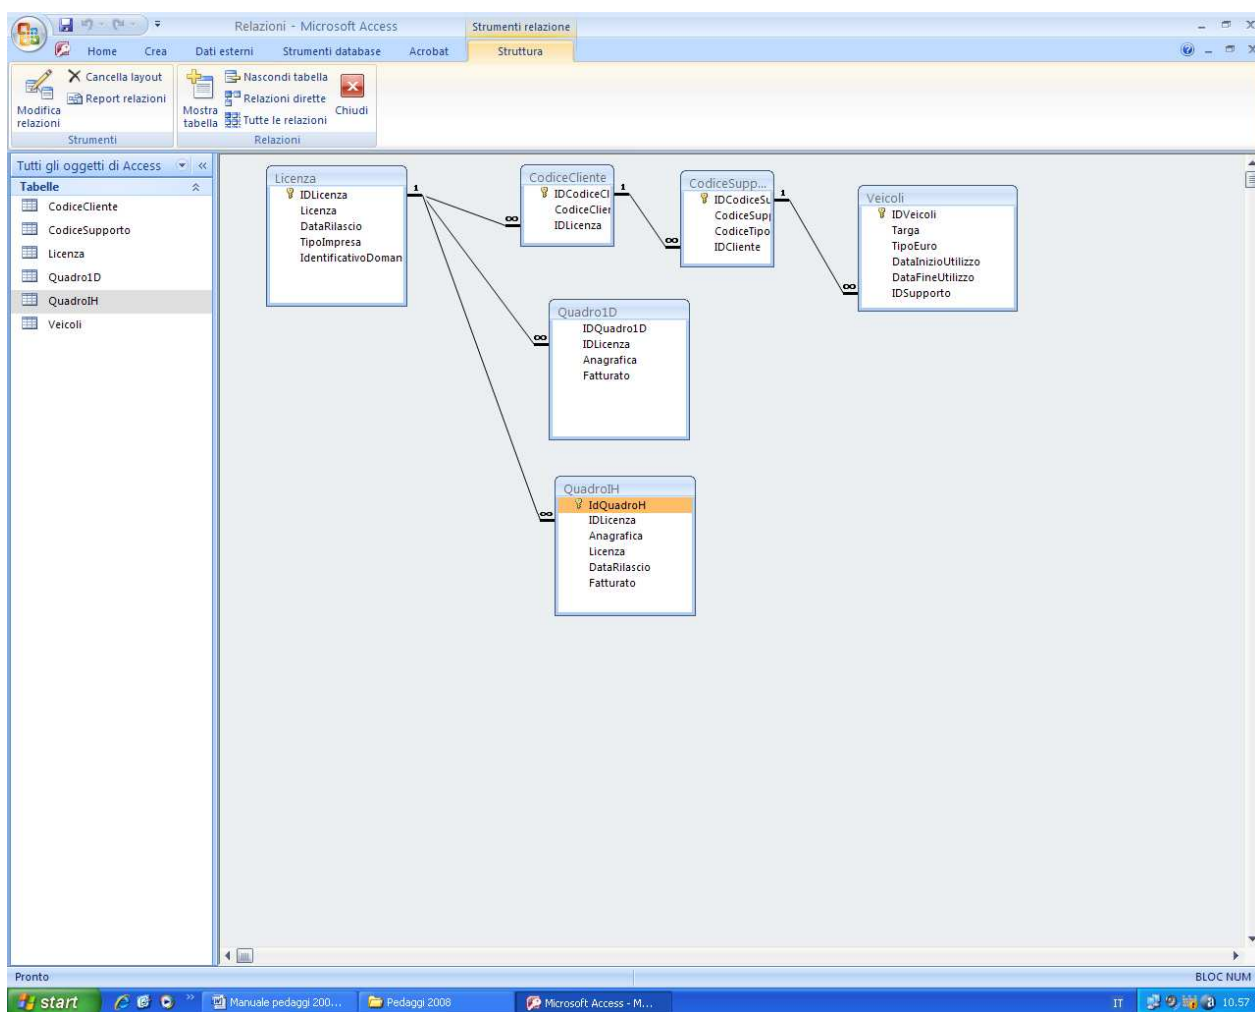 Relazioni - Microsoft Access
Strumenti relazione
Home Crea Dati esterni Strumenti database Acrobat Struttura
Modifica relazioni
Cancella layout
Report relazioni
Strumenti
Mostra tabella
Nascondi tabella
Relazioni dirette
Tutte le relazioni
Chiudi
Relazioni
Tutti gli oggetti di Access
Tabelle
CodiceCliente
CodiceSupporto
Licenza
Quadro1D
QuadroIH
Veicoli
Licenza
IDLicenza
Licenza
DataRilascio
TipoImpresa
IdentificativoDoman
1
∞
CodiceCliente
IDCodiceCl
CodiceClier
IDLicenza
1
∞
CodiceSupp...
IDCodiceSu
CodiceSupp
CodiceTipo
IDCliente
1
∞
Veicoli
IDVeicoli
Targa
TipoEuro
DataInizioUtilizzo
DataFineUtilizzo
IDSupporto
∞
Quadro1D
IDQuadro1D
IDLicenza
Anagrafica
Fatturato
∞
QuadroIH
IdQuadroH
IDLicenza
Anagrafica
Licenza
DataRilascio
Fatturato
Pronto
BLOC NUM
start
Manuale pedaggi 200...
Pedaggi 2008
Microsoft Access - M...
IT
10.57